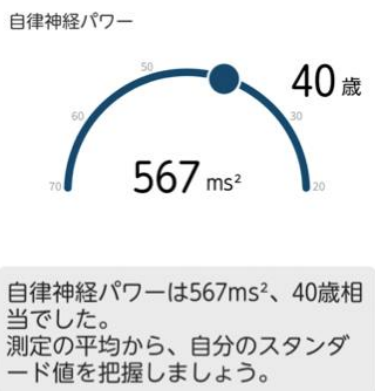 自律神経パワー
50
40 歳
60
30
567 ms²
70
20
自律神経パワーは567ms²、40歳相
当でした。
測定の平均から、自分のスタンダ
ード値を把握しましょう。